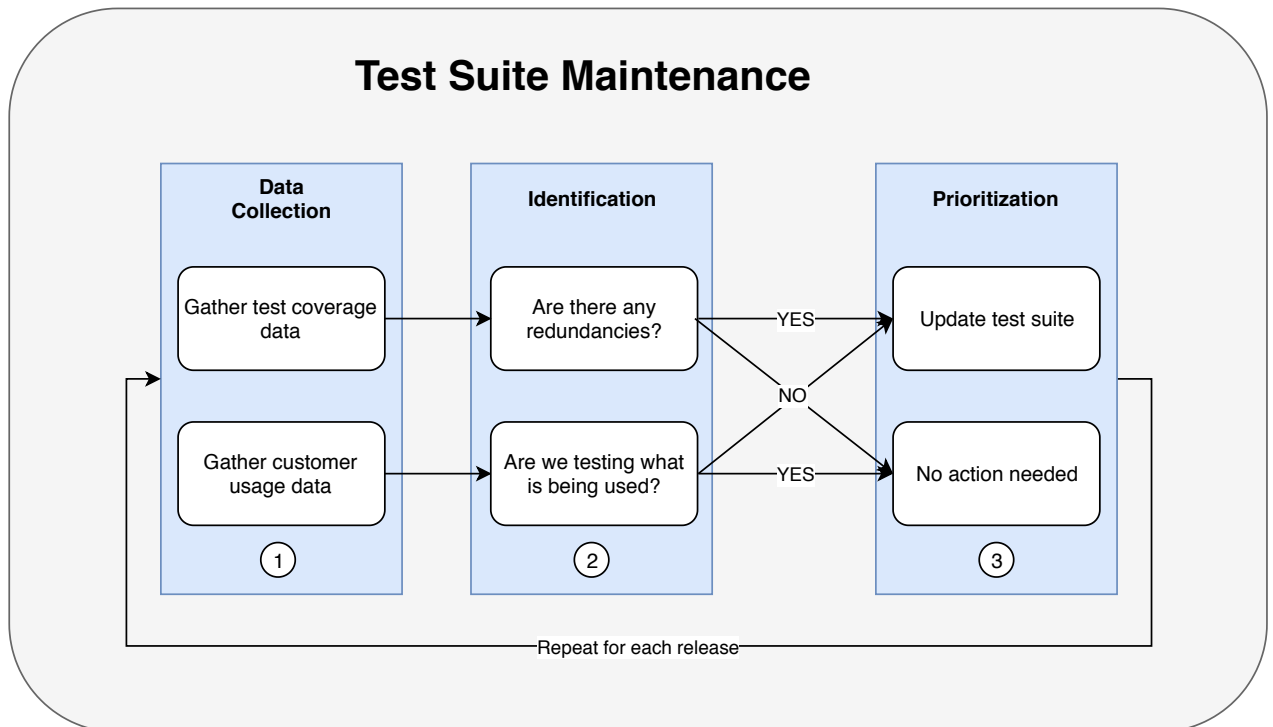 Test Suite Maintenance
Data
Collection
Gather test coverage
data
Gather customer
usage data
1
Identification
Are there any
redundancies?
Are we testing what
is being used?
2
YES
NO
YES
Prioritization
Update test suite
No action needed
3
Repeat for each release